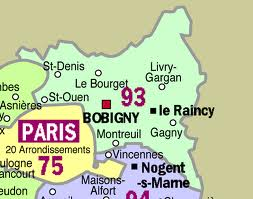 St-Denis
Livry-
Gargan
Le Bourget
Asnières
St-Ouen
93
BOBIGNY
le Raincy
PARIS
Montreuil
Gagny
20 Arrondissements
75
Vincennes
Nogent
-s-Marne
Maisons-
Alfort
94